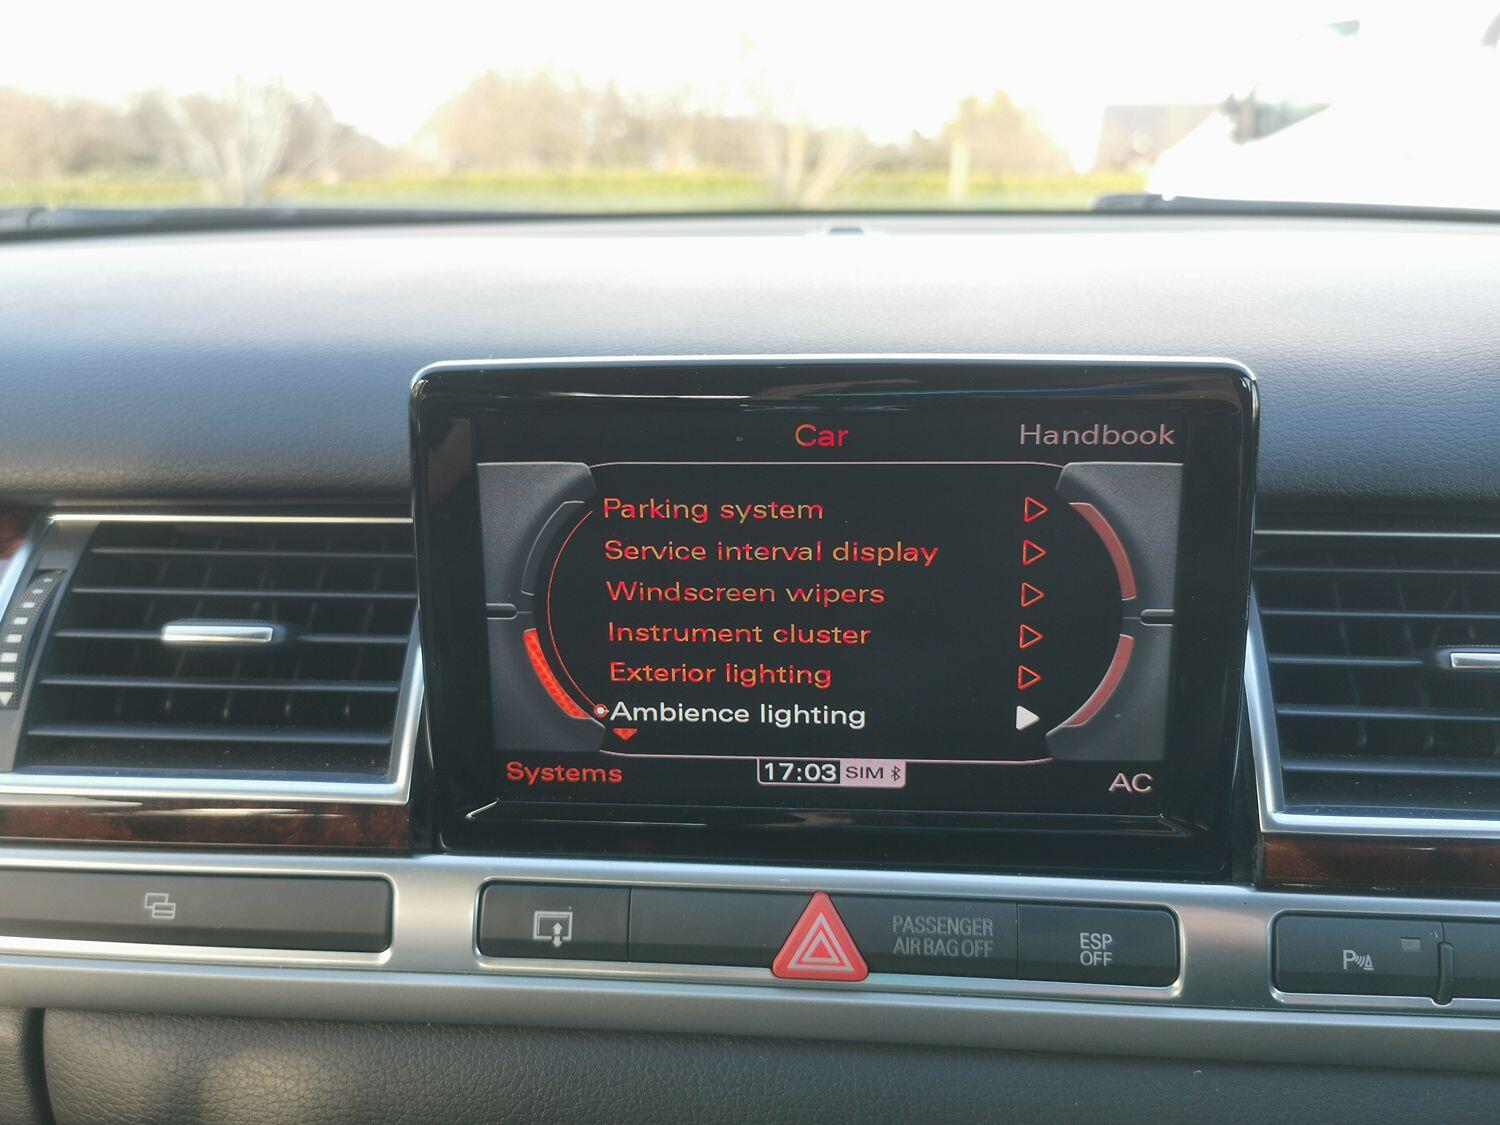 Car
Handbook
Parking system
Service interval display
Windscreen wipers
Instrument cluster
Exterior lighting
Ambience lighting
Systems
17:03 SIM
AC
PASSENGER
AIR BAG OFF
ESP
OFF
P